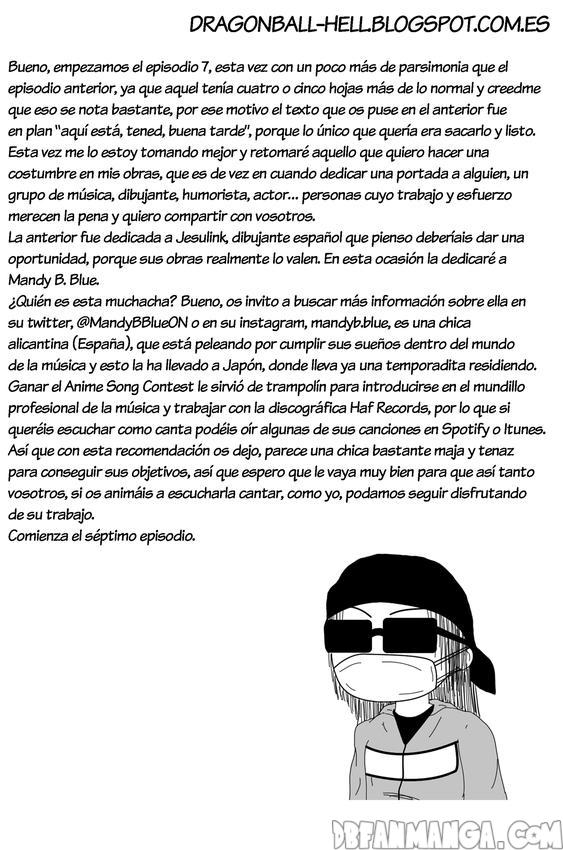 DRAGONBALL-HELL.BLOGSPOT.COM.ES
Bueno, empezamos el episodio 7, esta vez con un poco más de parsimonia que el
episodio anterior, ya que aquel tenía cuatro o cinco hojas más de lo normal y creedme
que eso se nota bastante, por ese motivo el texto que os puse en el anterior fue
en plan "aquí está, tened, buena tarde", porque lo único que quería era sacarlo y listo.
Esta vez me lo estoy tomando mejor y retomaré aquello que quiero hacer una
costumbre en mis obras, que es de vez en cuando dedicar una portada a alguien, un
grupo de música, dibujante, humorista, actor... personas cuyo trabajo y esfuerzo
merecen la pena y quiero compartir con vosotros.
La anterior fue dedicada a Jesulink, dibujante español que pienso deberíais dar una
oportunidad, porque sus obras realmente lo valen. En esta ocasión la dedicaré a
Mandy B. Blue.
¿Quién es esta muchacha? Bueno, os invito a buscar más información sobre ella en
su twitter, @MandyBBlueON o en su instagram, mandyb.blue, es una chica
alicantina (España), que está peleando por cumplir sus sueños dentro del mundo
de la música y esto la ha llevado a Japón, donde lleva ya una temporadita residiendo.
Ganar el Anime Song Contest le sirvió de trampolín para introducirse en el mundillo
profesional de la música y trabajar con la discográfica Haf Records, por lo que si
queréis escuchar como canta podéis oír algunas de sus canciones en Spotify o Itunes.
Así que con esta recomendación os dejo, parece una chica bastante maja y tenaz
para conseguir sus objetivos, así que espero que le vaya muy bien para que así tanto
vosotros, si os animáis a escucharla cantar, como yo, podamos seguir disfrutando
de su trabajo.
Comienza el séptimo episodio.
DBFANMANGA.COM